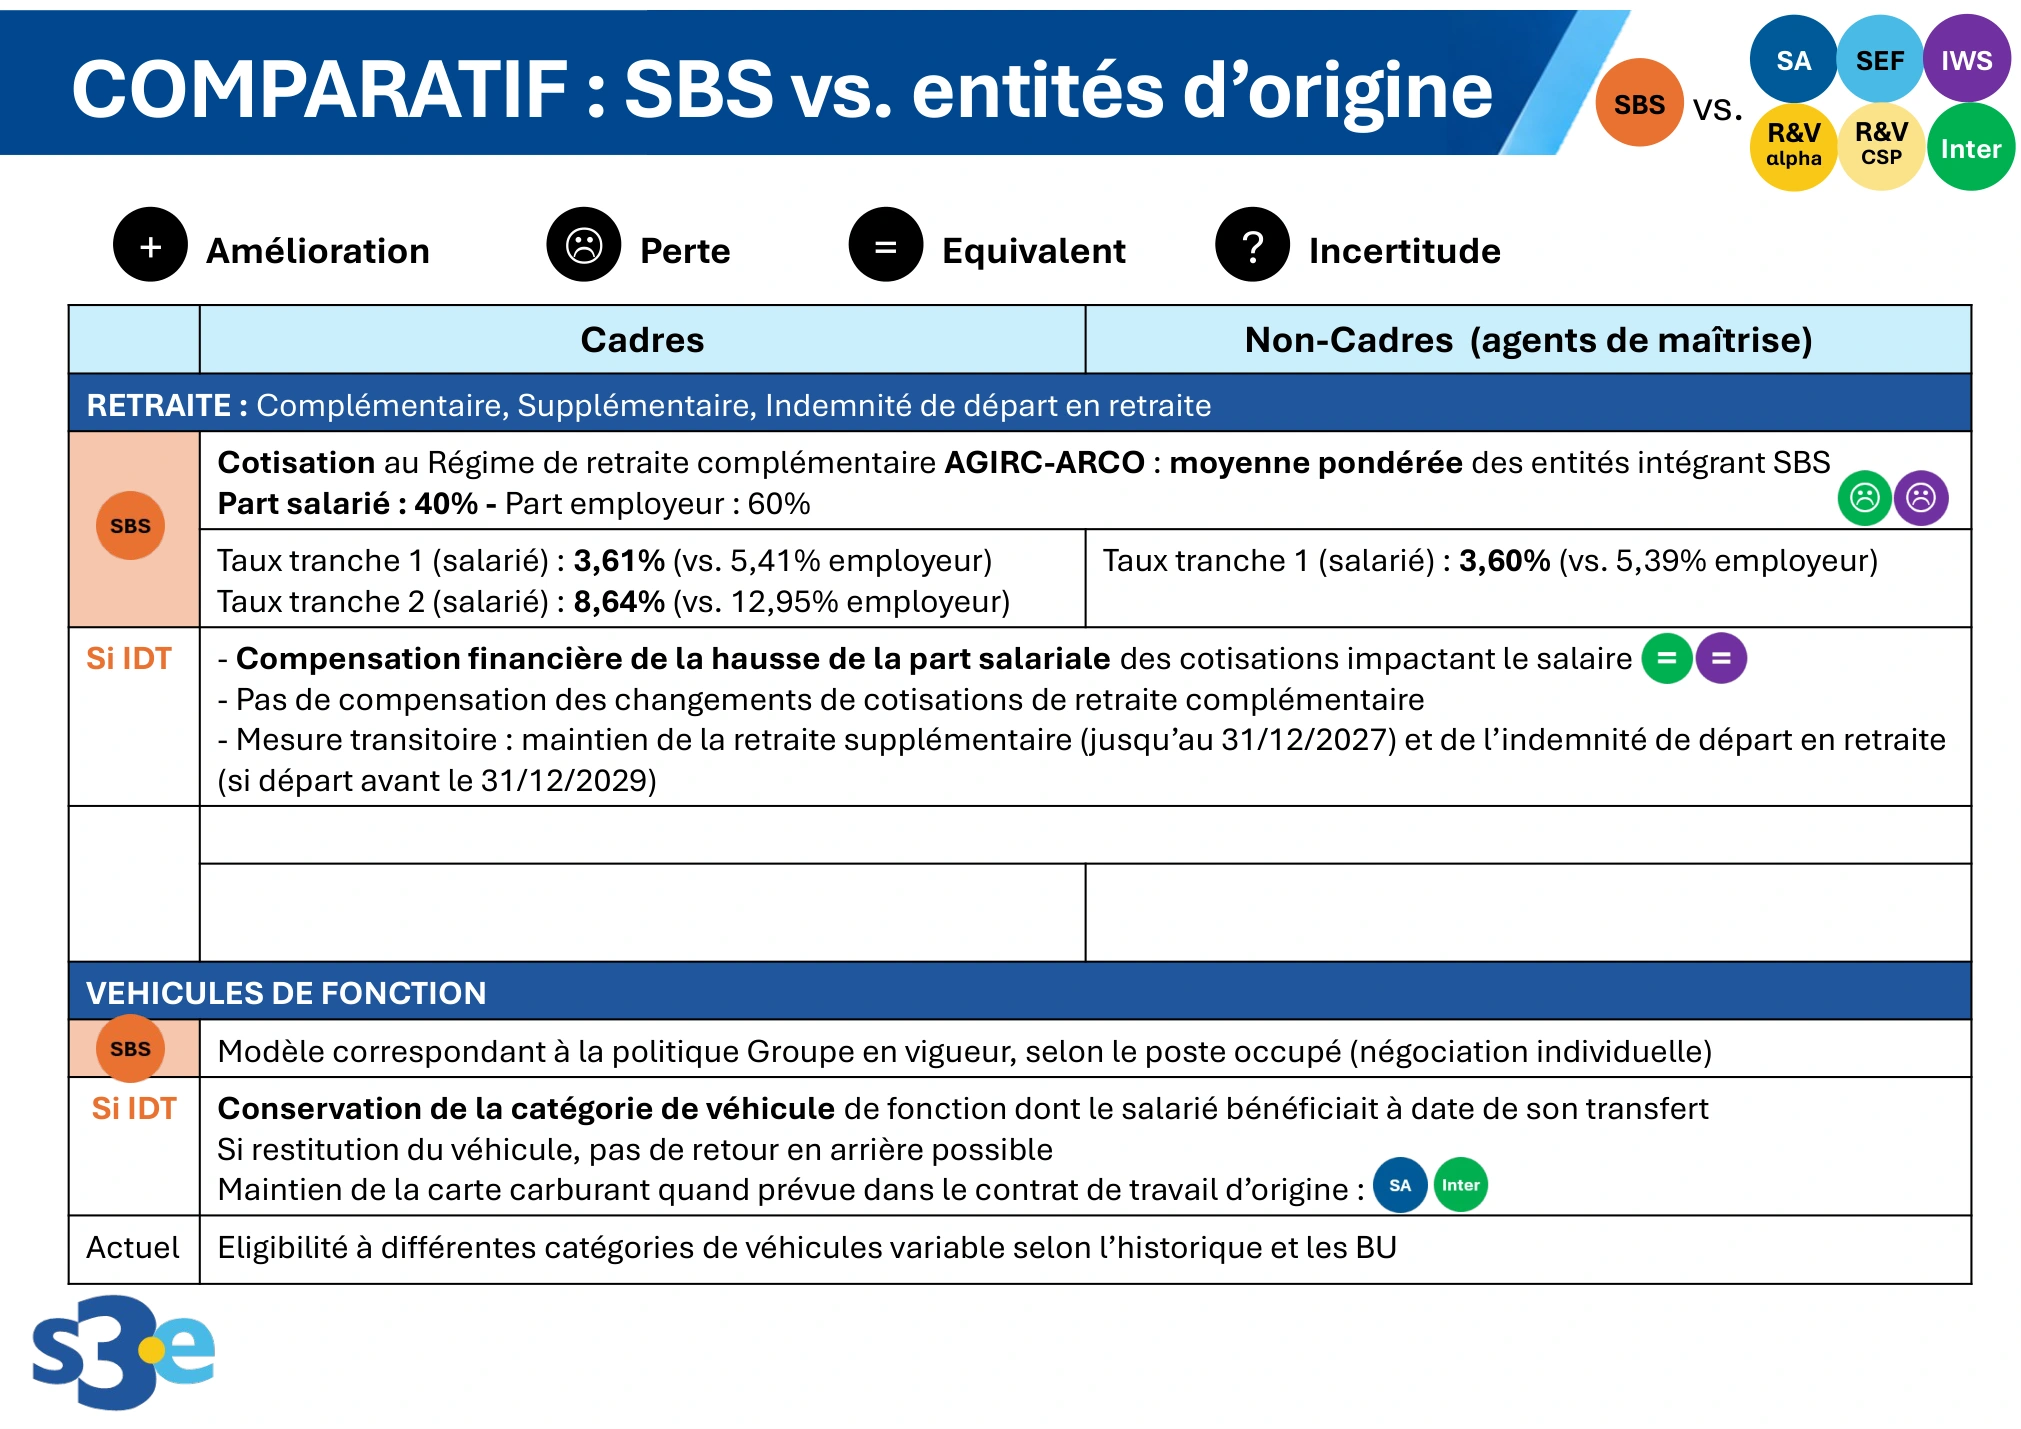 COMPARATIF : SBS vs. entités d’origine
SBS vs.
SA SEF IWS
R&V alpha R&V CSP Inter
+ Amélioration ☹ Perte = Equivalent ? Incertitude
Cadres Non-Cadres (agents de maîtrise)
RETRAITE : Complémentaire, Supplémentaire, Indemnité de départ en retraite
SBS
Cotisation au Régime de retraite complémentaire AGIRC-ARCO : moyenne pondérée des entités intégrant SBS
Part salarié : 40% - Part employeur : 60%
☹ ☹
Taux tranche 1 (salarié) : 3,61% (vs. 5,41% employeur)
Taux tranche 2 (salarié) : 8,64% (vs. 12,95% employeur)
Taux tranche 1 (salarié) : 3,60% (vs. 5,39% employeur)
Si IDT
- Compensation financière de la hausse de la part salariale des cotisations impactant le salaire = =
- Pas de compensation des changements de cotisations de retraite complémentaire
- Mesure transitoire : maintien de la retraite supplémentaire (jusqu’au 31/12/2027) et de l’indemnité de départ en retraite
(si départ avant le 31/12/2029)
VEHICULES DE FONCTION
SBS
Modèle correspondant à la politique Groupe en vigueur, selon le poste occupé (négociation individuelle)
Si IDT
Conservation de la catégorie de véhicule de fonction dont le salarié bénéficiait à date de son transfert
Si restitution du véhicule, pas de retour en arrière possible
Maintien de la carte carburant quand prévue dans le contrat de travail d’origine : SA Inter
Actuel
Eligibilité à différentes catégories de véhicules variable selon l’historique et les BU
s3e